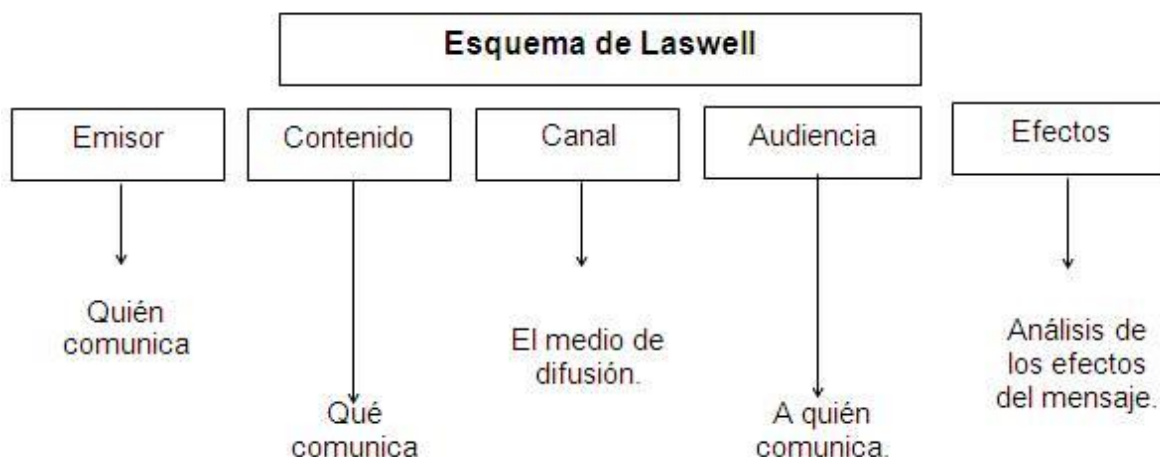 Esquema de Laswell
Emisor
Contenido
Canal
Audiencia
Efectos
Quién
comunica
Qué
comunica
El medio de
difusión.
A quién
comunica.
Análisis de
los efectos
del mensaje.